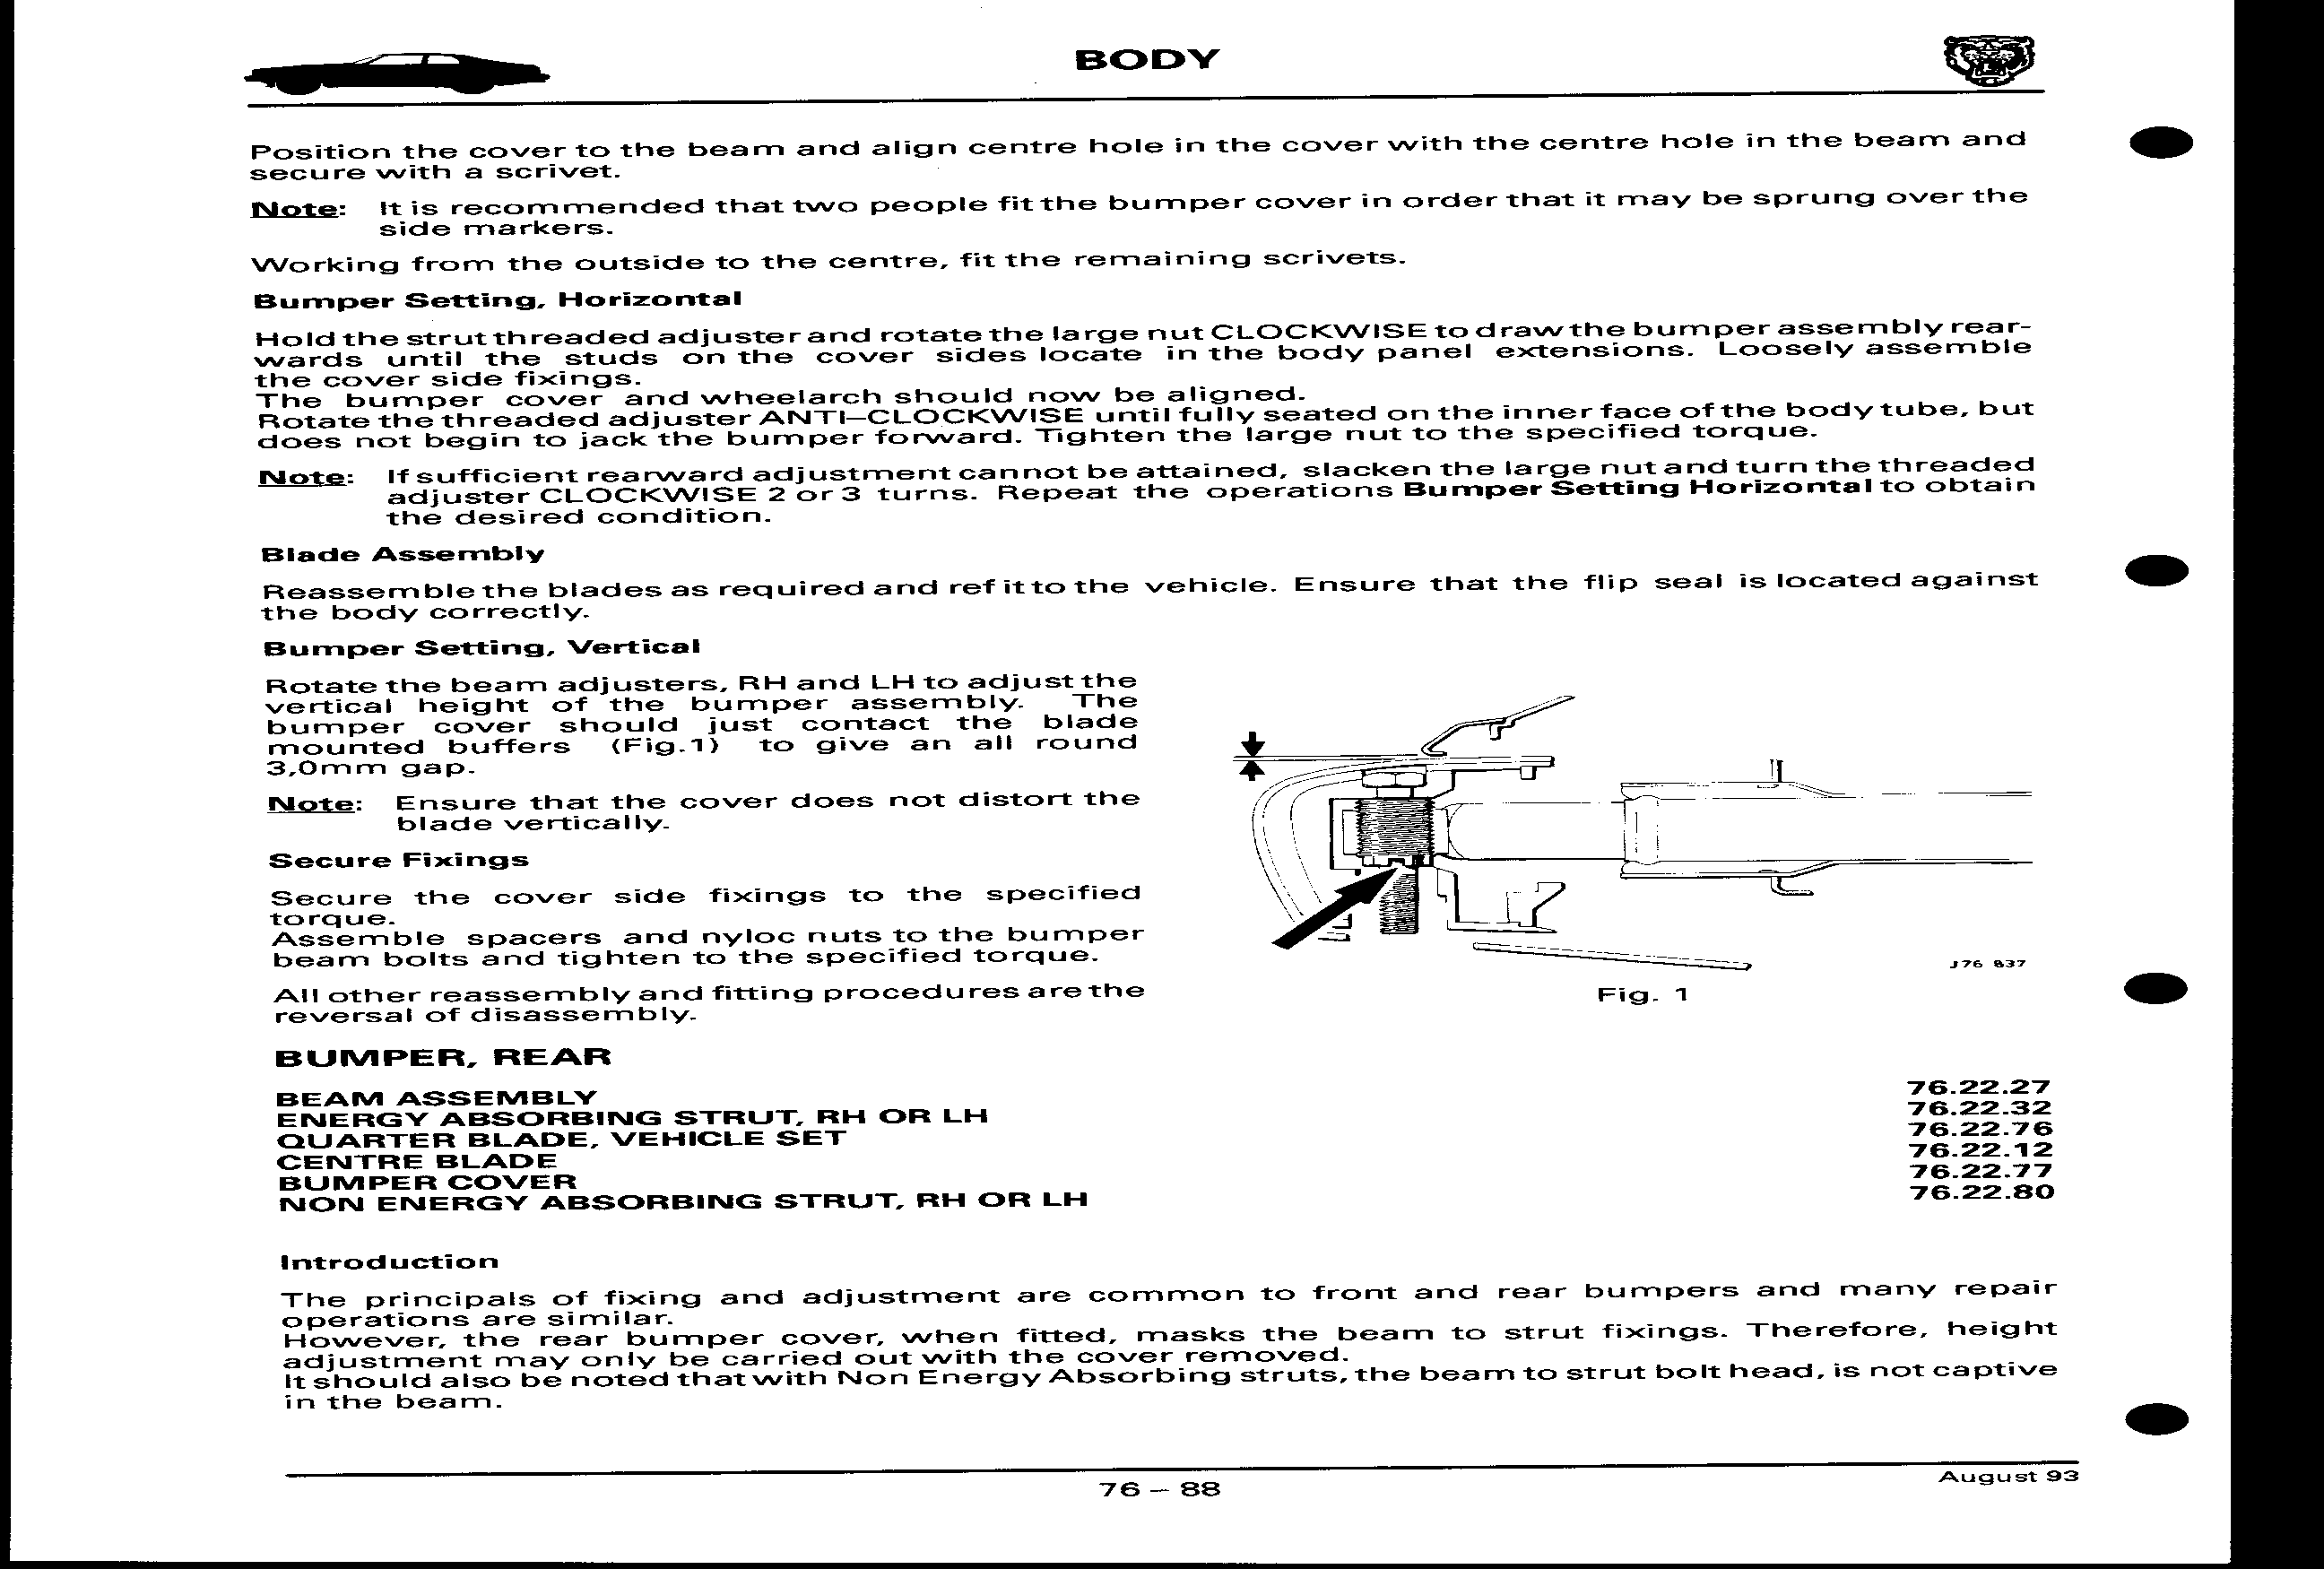 BODY
Position the cover to the beam and align centre hole in the cover with the centre hole in the beam and
secure with a scrivet.
Note: It is recommended that two people fit the bumper cover in order that it may be sprung over the
side markers.
Working from the outside to the centre, fit the remaining scrivets.
Bumper Setting, Horizontal
Hold the strut threaded adjuster and rotate the large nut CLOCKWISE to draw the bumper assembly rear-
wards until the studs on the cover sides locate in the body panel extensions. Loosely assemble
the cover side fixings.
The bumper cover and wheelarch should now be aligned.
Rotate the threaded adjuster ANTI–CLOCKWISE until fully seated on the inner face of the body tube, but
does not begin to jack the bumper forward. Tighten the large nut to the specified torque.
Note: If sufficient rearward adjustment cannot be attained, slacken the large nut and turn the threaded
adjuster CLOCKWISE 2 or 3 turns. Repeat the operations Bumper Setting Horizontal to obtain
the desired condition.
Blade Assembly
Reassemble the blades as required and refit to the vehicle. Ensure that the flip seal is located against
the body correctly.
Bumper Setting, Vertical
Rotate the beam adjusters, RH and LH to adjust the
vertical height of the bumper assembly. The
bumper cover should just contact the blade
mounted buffers (Fig.1) to give an all round
3,0mm gap.
Note: Ensure that the cover does not distort the
blade vertically.
Secure Fixings
Secure the cover side fixings to the specified
torque.
Assemble spacers and nyloc nuts to the bumper
beam bolts and tighten to the specified torque.
All other reassembly and fitting procedures are the
reversal of disassembly.
J76 837
Fig. 1
BUMPER, REAR
BEAM ASSEMBLY 76.22.27
ENERGY ABSORBING STRUT, RH OR LH 76.22.32
QUARTER BLADE, VEHICLE SET 76.22.76
CENTRE BLADE 76.22.12
BUMPER COVER 76.22.77
NON ENERGY ABSORBING STRUT, RH OR LH 76.22.80
Introduction
The principals of fixing and adjustment are common to front and rear bumpers and many repair
operations are similar.
However, the rear bumper cover, when fitted, masks the beam to strut fixings. Therefore, height
adjustment may only be carried out with the cover removed.
It should also be noted that with Non Energy Absorbing struts, the beam to strut bolt head, is not captive
in the beam.
76 – 88
August 93